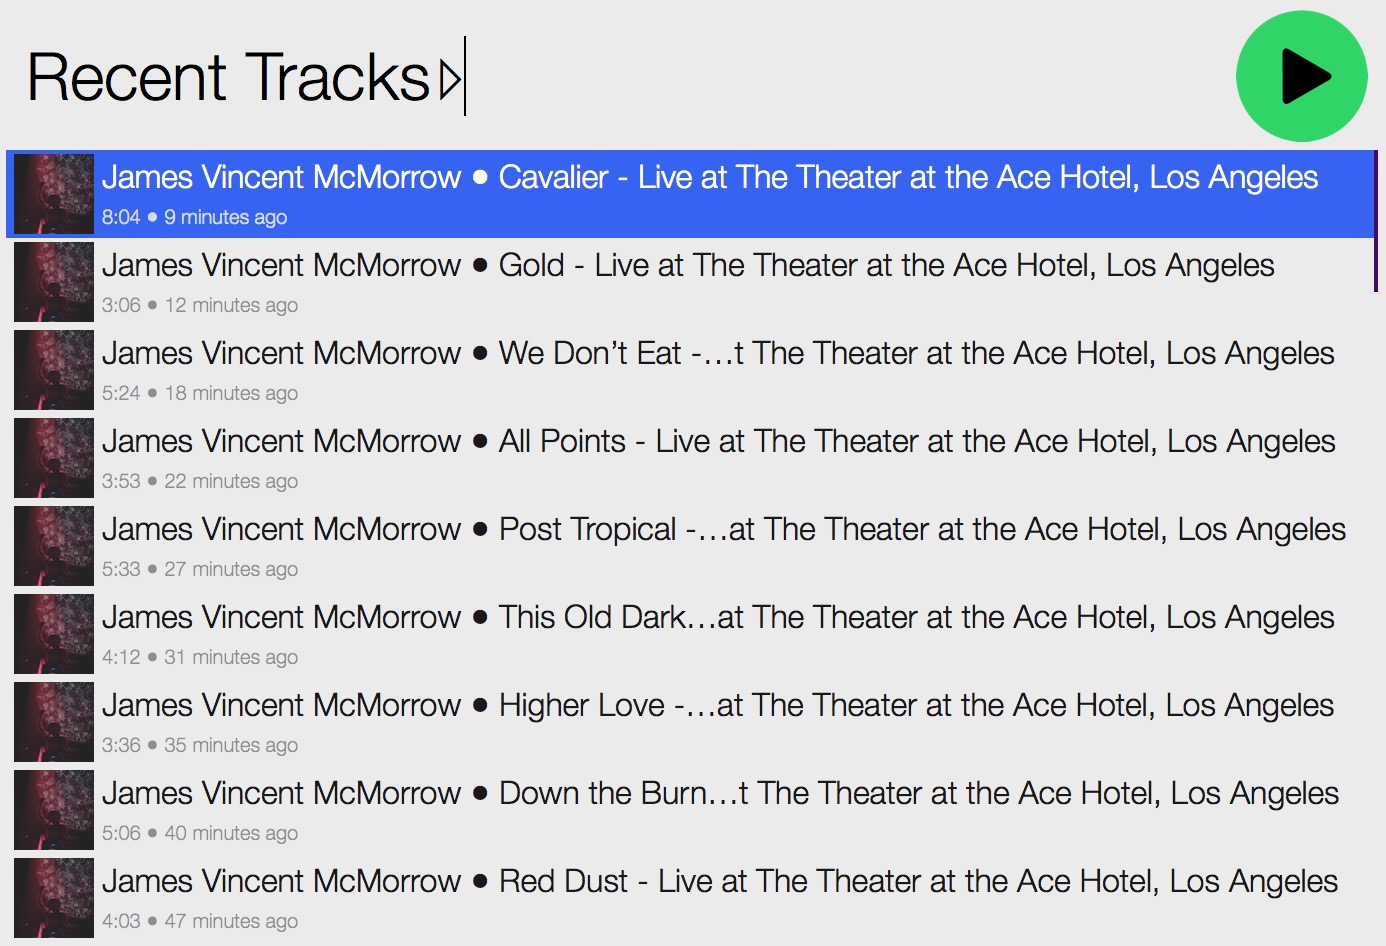 Recent Tracks ▷
James Vincent McMorrow ● Cavalier - Live at The Theater at the Ace Hotel, Los Angeles
8:04 ● 9 minutes ago
James Vincent McMorrow ● Gold - Live at The Theater at the Ace Hotel, Los Angeles
3:06 ● 12 minutes ago
James Vincent McMorrow ● We Don’t Eat -…t The Theater at the Ace Hotel, Los Angeles
5:24 ● 18 minutes ago
James Vincent McMorrow ● All Points - Live at The Theater at the Ace Hotel, Los Angeles
3:53 ● 22 minutes ago
James Vincent McMorrow ● Post Tropical -…at The Theater at the Ace Hotel, Los Angeles
5:33 ● 27 minutes ago
James Vincent McMorrow ● This Old Dark…at The Theater at the Ace Hotel, Los Angeles
4:12 ● 31 minutes ago
James Vincent McMorrow ● Higher Love -…at The Theater at the Ace Hotel, Los Angeles
3:36 ● 35 minutes ago
James Vincent McMorrow ● Down the Burn…t The Theater at the Ace Hotel, Los Angeles
5:06 ● 40 minutes ago
James Vincent McMorrow ● Red Dust - Live at The Theater at the Ace Hotel, Los Angeles
4:03 ● 47 minutes ago